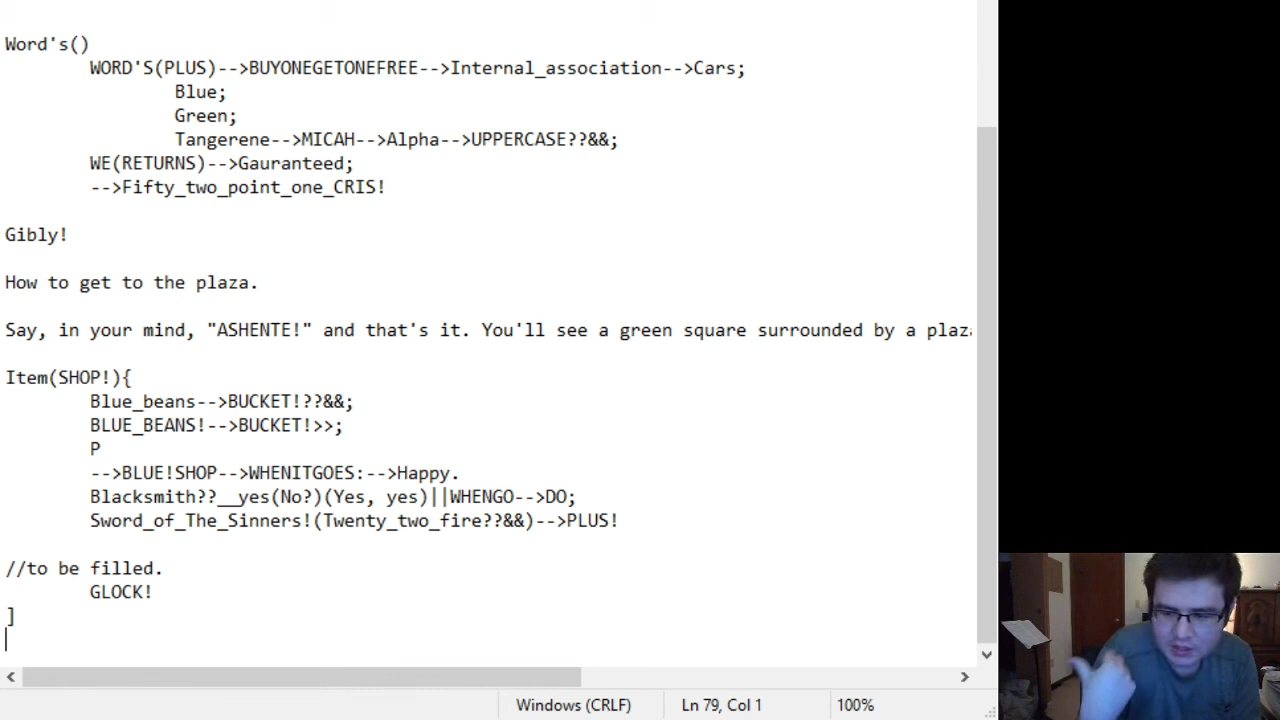 Word's()
WORD'S(PLUS)-->BUYONEGETONEFREE-->Internal_association-->Cars;
Blue;
Green;
Tangerene-->MICAH-->Alpha-->UPPERCASE??&&;
WE(RETURNS)-->Gauranteed;
-->Fifty_two_point_one_CRIS!
Gibly!
How to get to the plaza.
Say, in your mind, "ASHENTE!" and that's it. You'll see a green square surrounded by a plaza
Item(SHOP!){
Blue_beans-->BUCKET!??&&;
BLUE_BEANS!-->BUCKET!>>;
P
-->BLUE!SHOP-->WHENITGOES:-->Happy.
Blacksmith??__yes(No?)(Yes, yes)||WHENGO-->DO;
Sword_of_The_Sinners!(Twenty_two_fire??&&)-->PLUS!
//to be filled.
GLOCK!
]
Windows (CRLF) Ln 79, Col 1 100%